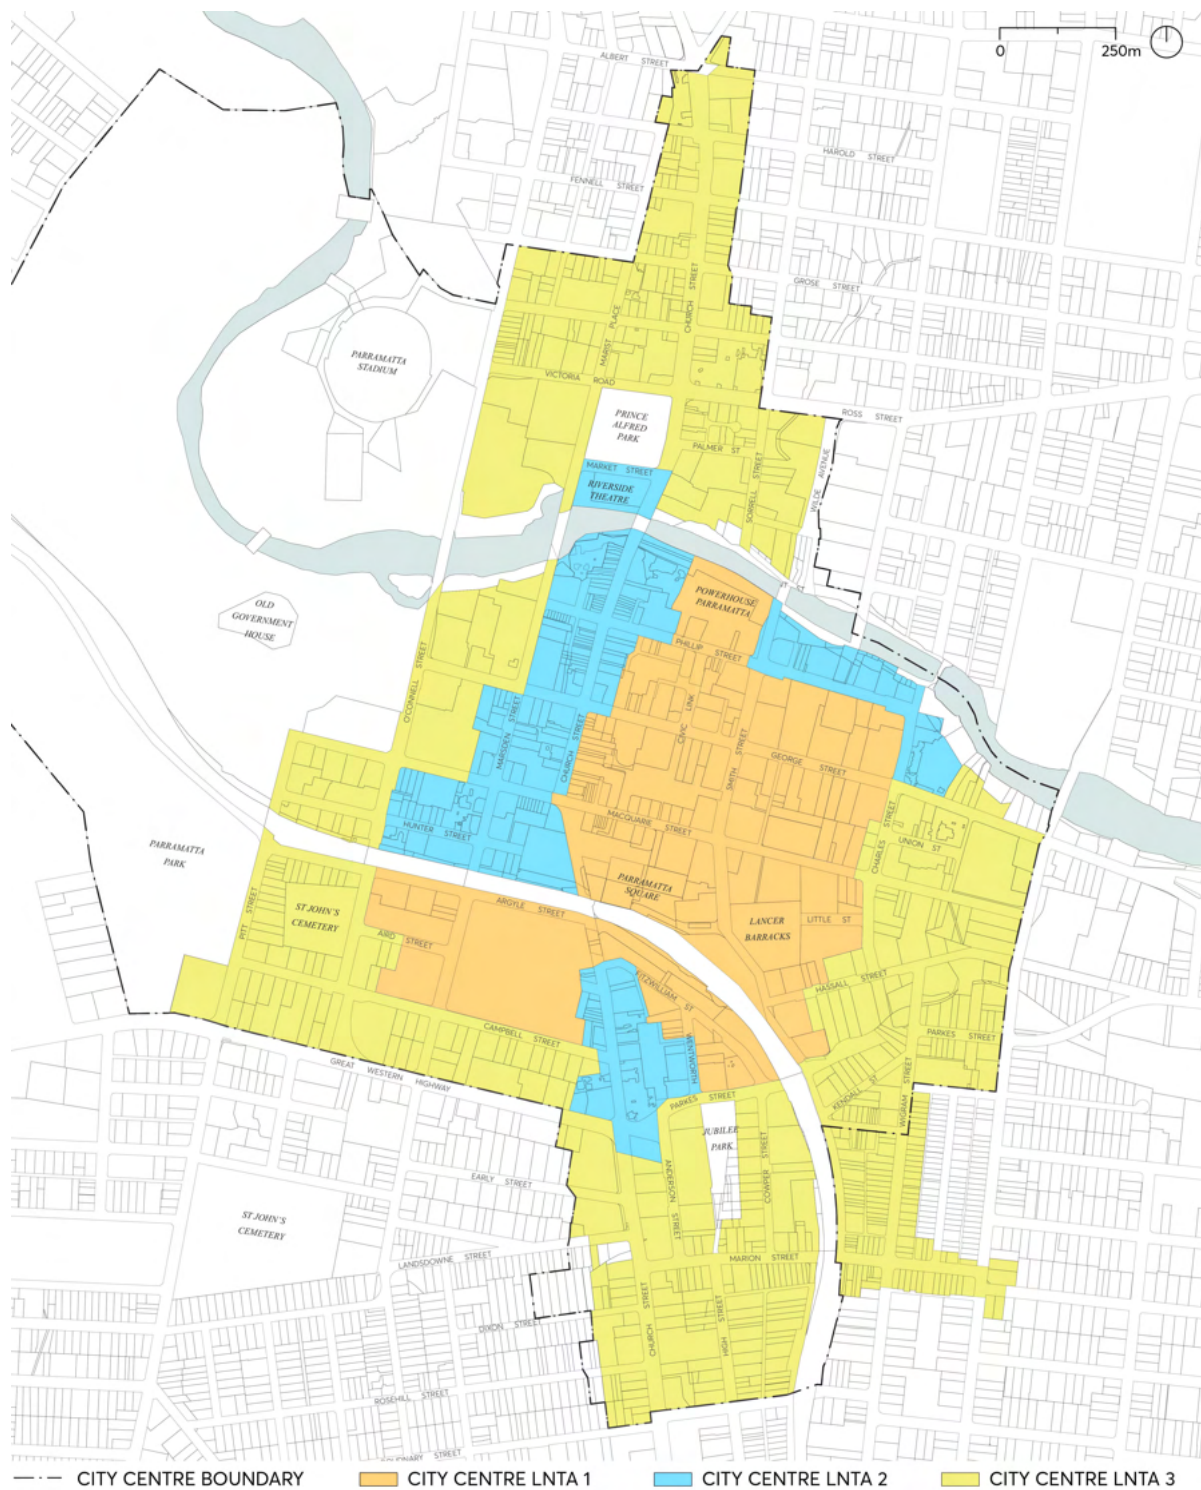 0
250m
ALBERT STREET
HAROLD STREET
FENNELL STREET
GROSE STREET
CHURCH STREET
MARIST PLACE
PARRAMATTA
STADIUM
VICTORIA ROAD
PRINCE
ALFRED
PARK
ROSS STREET
PALMER ST
WILDE AVENUE
SORRELL STREET
MARKET STREET
RIVERSIDE
THEATRE
POWERHOUSE
PARRAMATTA
OLD
GOVERNMENT
HOUSE
PHILLIP STREET
O'CONNELL STREET
MARSDEN STREET
CHURCH STREET
CIVIC LINK
SMITH STREET
GEORGE STREET
HUNTER STREET
MACQUARIE STREET
CHARLES STREET
UNION ST
PARRAMATTA
PARK
PARRAMATTA
SQUARE
PITT STREET
ST JOHN'S
CEMETERY
ARGYLE STREET
LANCER
BARRACKS
LITTLE ST
AIRD STREET
FITZWILLIAM ST
HASSALL STREET
CAMPBELL STREET
WENTWORTH
PARKES STREET
GREAT WESTERN HIGHWAY
PARKES STREET
KENDALL ST
WIGRAM STREET
JUBILEE
PARK
COWPER STREET
ANDERSON STREET
EARLY STREET
ST JOHN'S
CEMETERY
LANDSDOWNE STREET
MARION STREET
DIXON STREET
CHURCH STREET
HIGH STREET
ROSEHILL STREET
STREET
CITY CENTRE BOUNDARY
CITY CENTRE LNTA 1
CITY CENTRE LNTA 2
CITY CENTRE LNTA 3